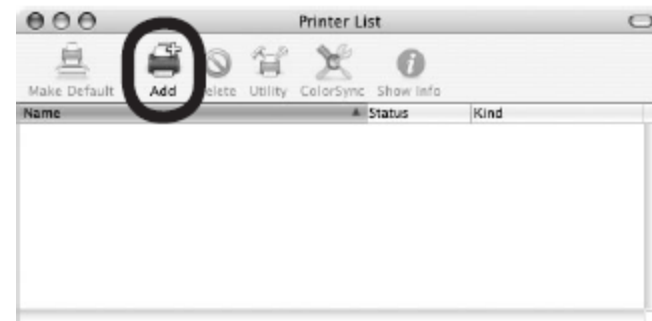 Printer List
Make Default Add elete Utility ColorSync Show Info
Name Status Kind